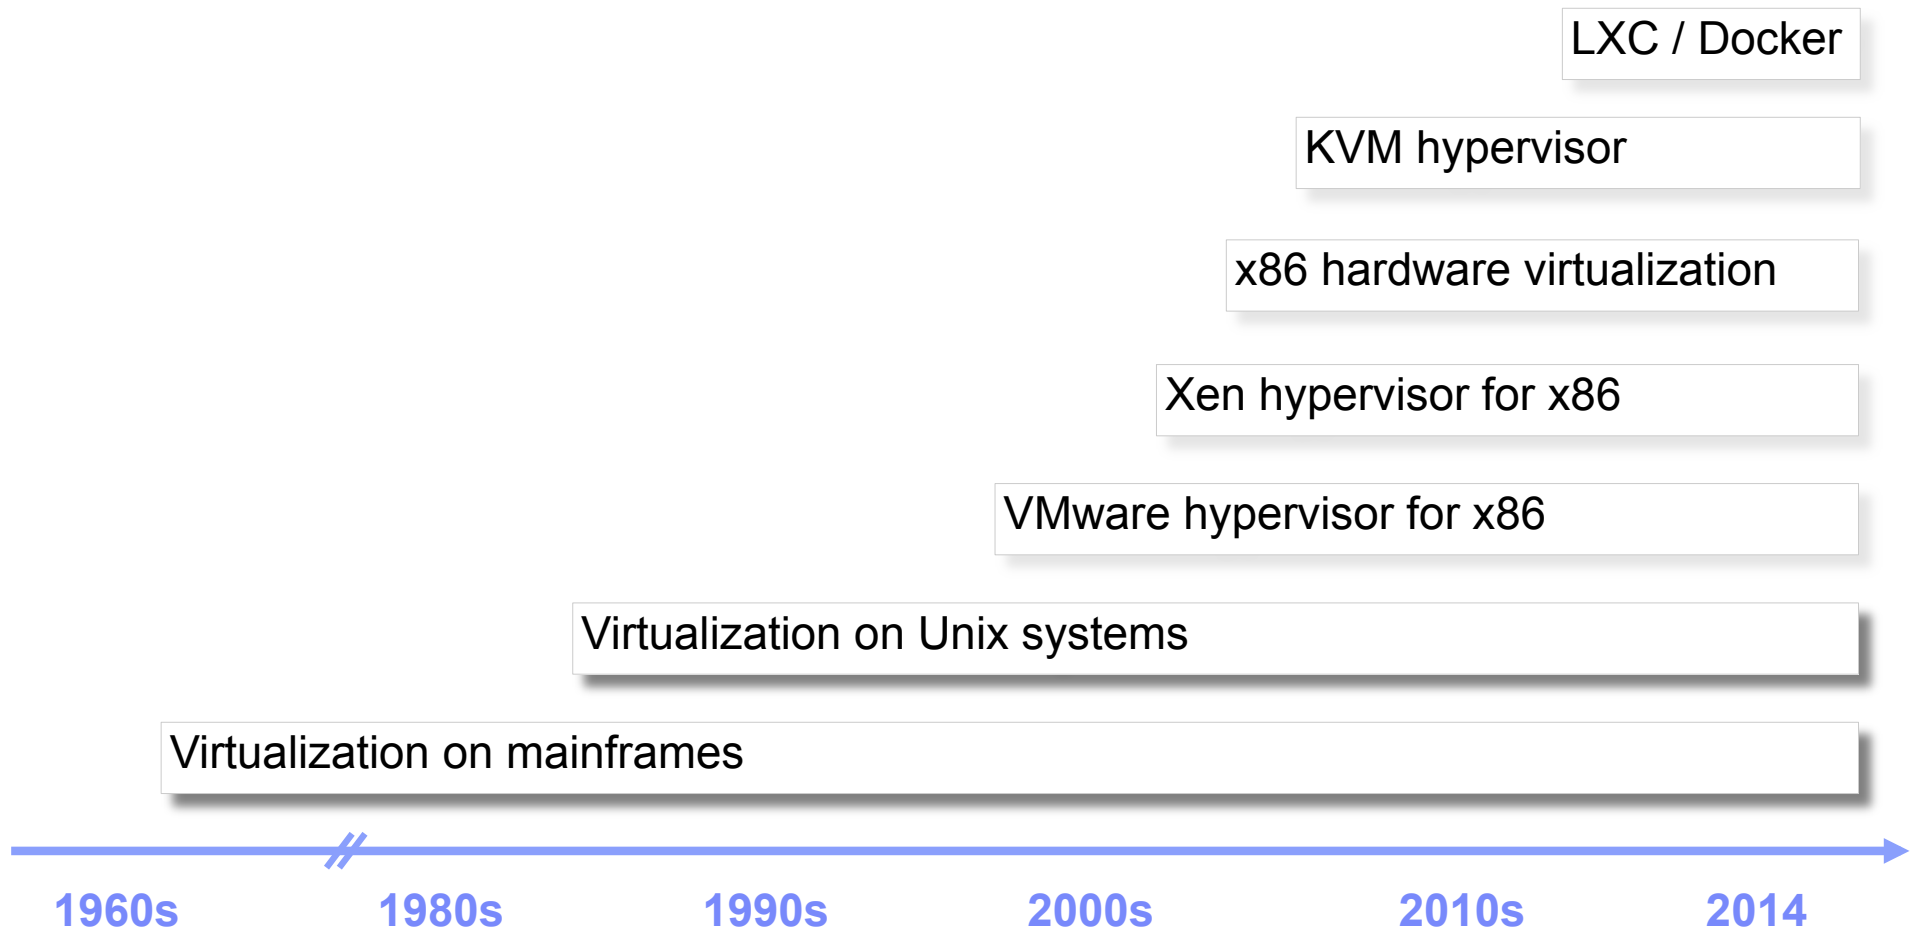 LXC / Docker
KVM hypervisor
x86 hardware virtualization
Xen hypervisor for x86
VMware hypervisor for x86
Virtualization on Unix systems
Virtualization on mainframes
1960s 1980s 1990s 2000s 2010s 2014